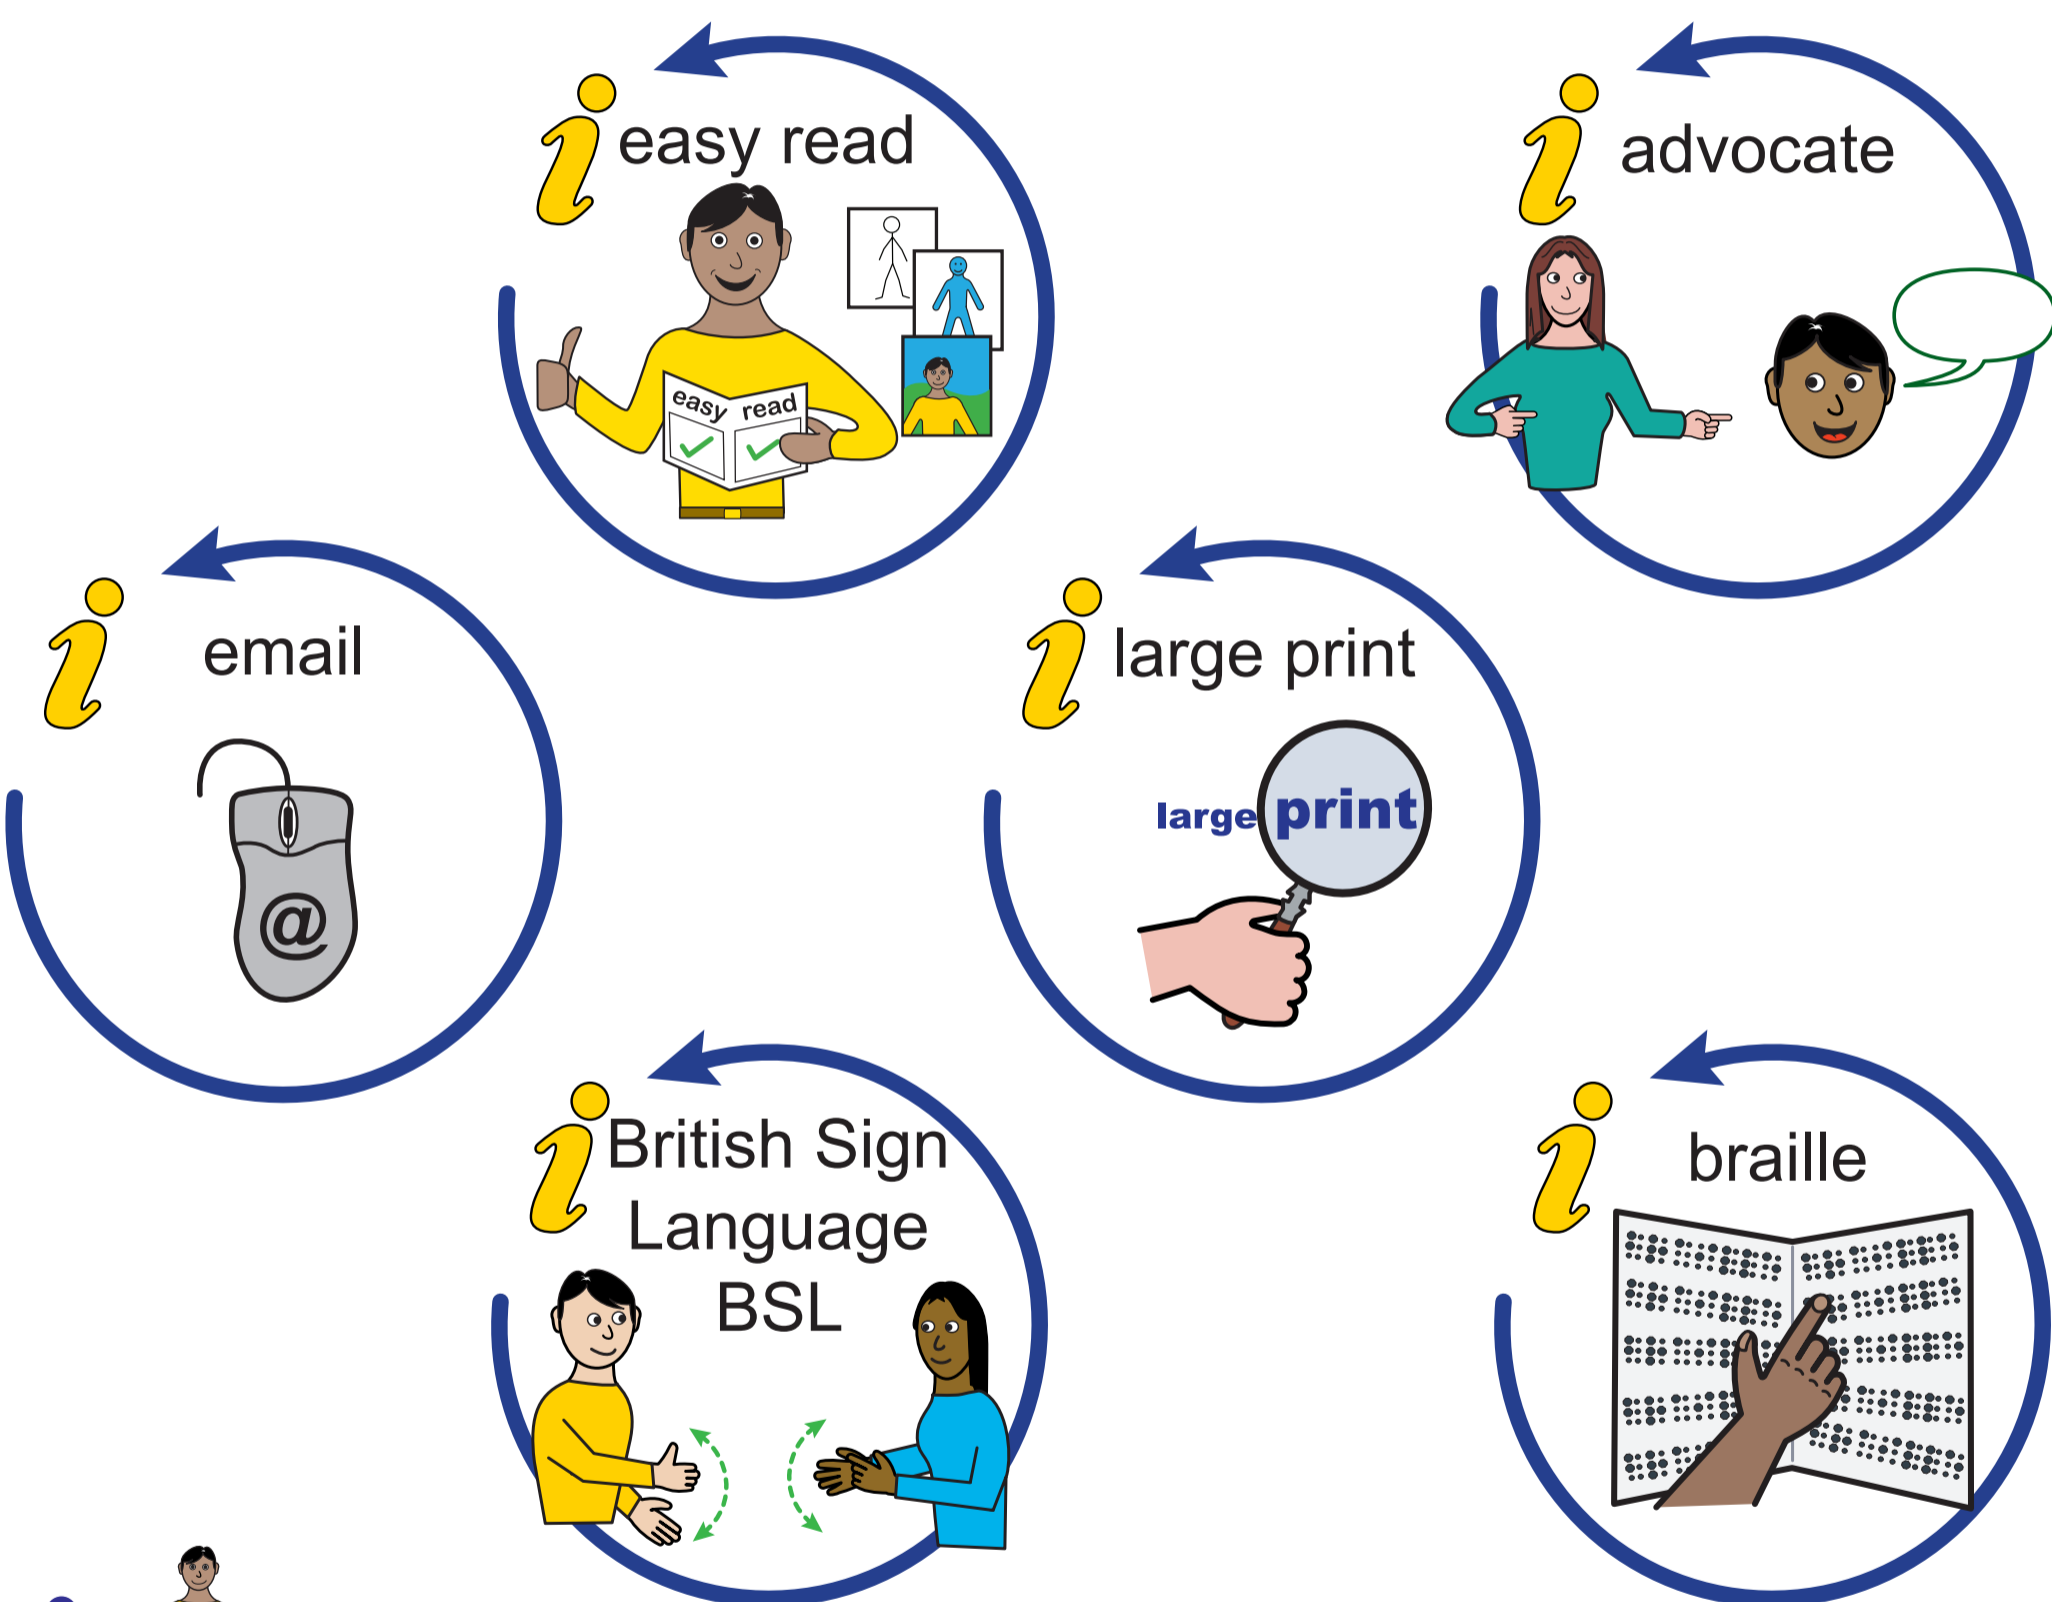 i easy read
easy read
i advocate
i email
@
i large print
large print
i British Sign
Language
BSL
i braille